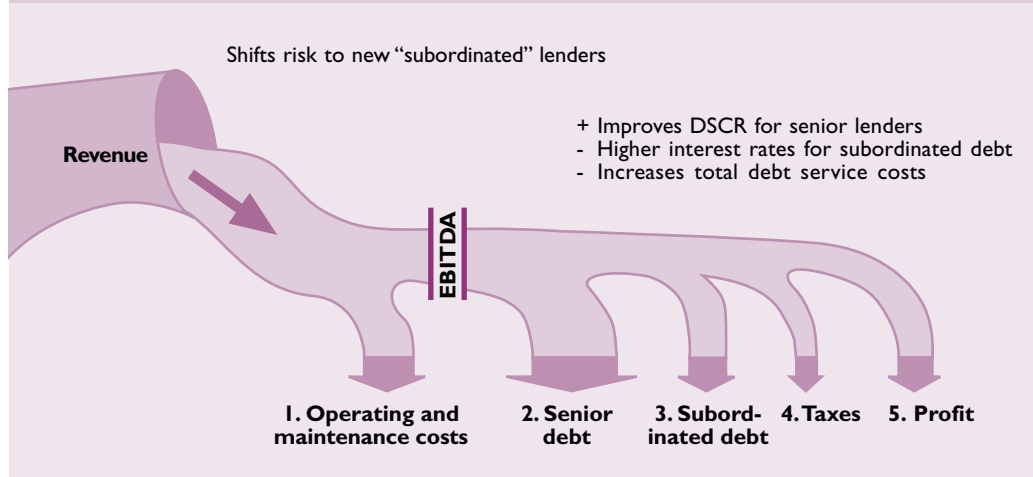 Shifts risk to new “subordinated” lenders
+ Improves DSCR for senior lenders
- Higher interest rates for subordinated debt
- Increases total debt service costs
Revenue
EBITDA
1. Operating and
maintenance costs
2. Senior
debt
3. Subord-
inated debt
4. Taxes
5. Profit